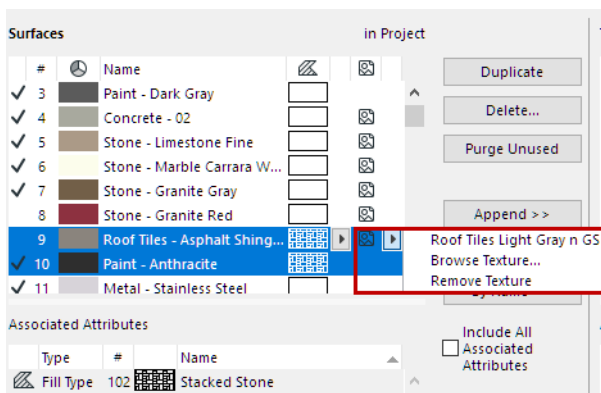 Surfaces in Project
# Name
3 Paint - Dark Gray
4 Concrete - 02
5 Stone - Limestone Fine
6 Stone - Marble Carrara W...
7 Stone - Granite Gray
8 Stone - Granite Red
9 Roof Tiles - Asphalt Shing...
10 Paint - Anthracite
11 Metal - Stainless Steel
Duplicate
Delete...
Purge Unused
Append >>
Roof Tiles Light Gray n GS
Browse Texture...
Remove Texture
by Name
Include All
Associated
Attributes
Associated Attributes
Type # Name
Fill Type 102 Stacked Stone